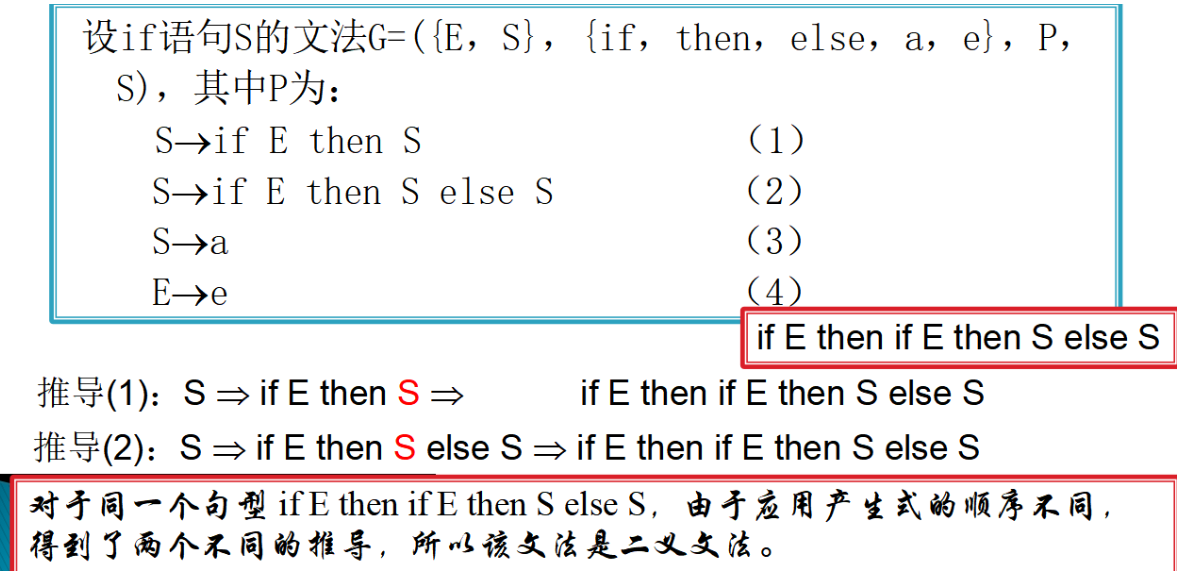 设if语句S的文法G=({E, S}, {if, then, else, a, e}, P,
S), 其中P为:
S→if E then S (1)
S→if E then S else S (2)
S→a (3)
E→e (4)
if E then if E then S else S
推导(1): S ⇒ if E then S ⇒ if E then if E then S else S
推导(2): S ⇒ if E then S else S ⇒ if E then if E then S else S
对于同一个句型 if E then if E then S else S, 由于应用产生式的顺序不同,
得到了两个不同的推导, 所以该文法是二义文法。